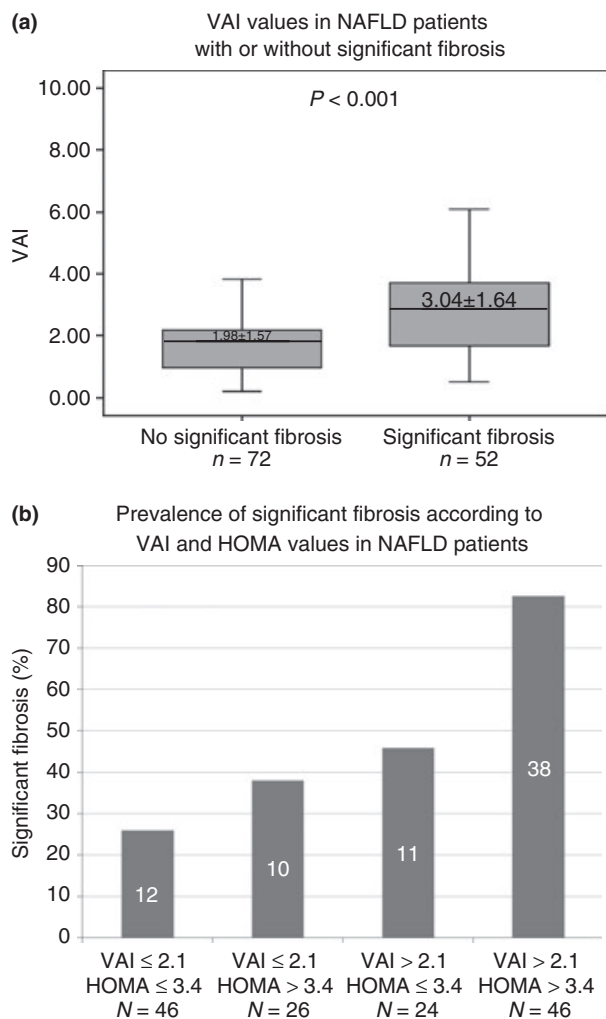 (a) VAI values in NAFLD patients
with or without significant fibrosis
10.00
P < 0.001
8.00
6.00
VAI
4.00
3.04±1.64
2.00
1.98±1.57
0.00
No significant fibrosis Significant fibrosis
n = 72 n = 52
(b) Prevalence of significant fibrosis according to
VAI and HOMA values in NAFLD patients
90
80
70
60
50
40
30
20
10
0
Significant fibrosis (%)
12 10 11 38
VAI ≤ 2.1 VAI ≤ 2.1 VAI > 2.1 VAI > 2.1
HOMA ≤ 3.4 HOMA > 3.4 HOMA ≤ 3.4 HOMA > 3.4
N = 46 N = 26 N = 24 N = 46